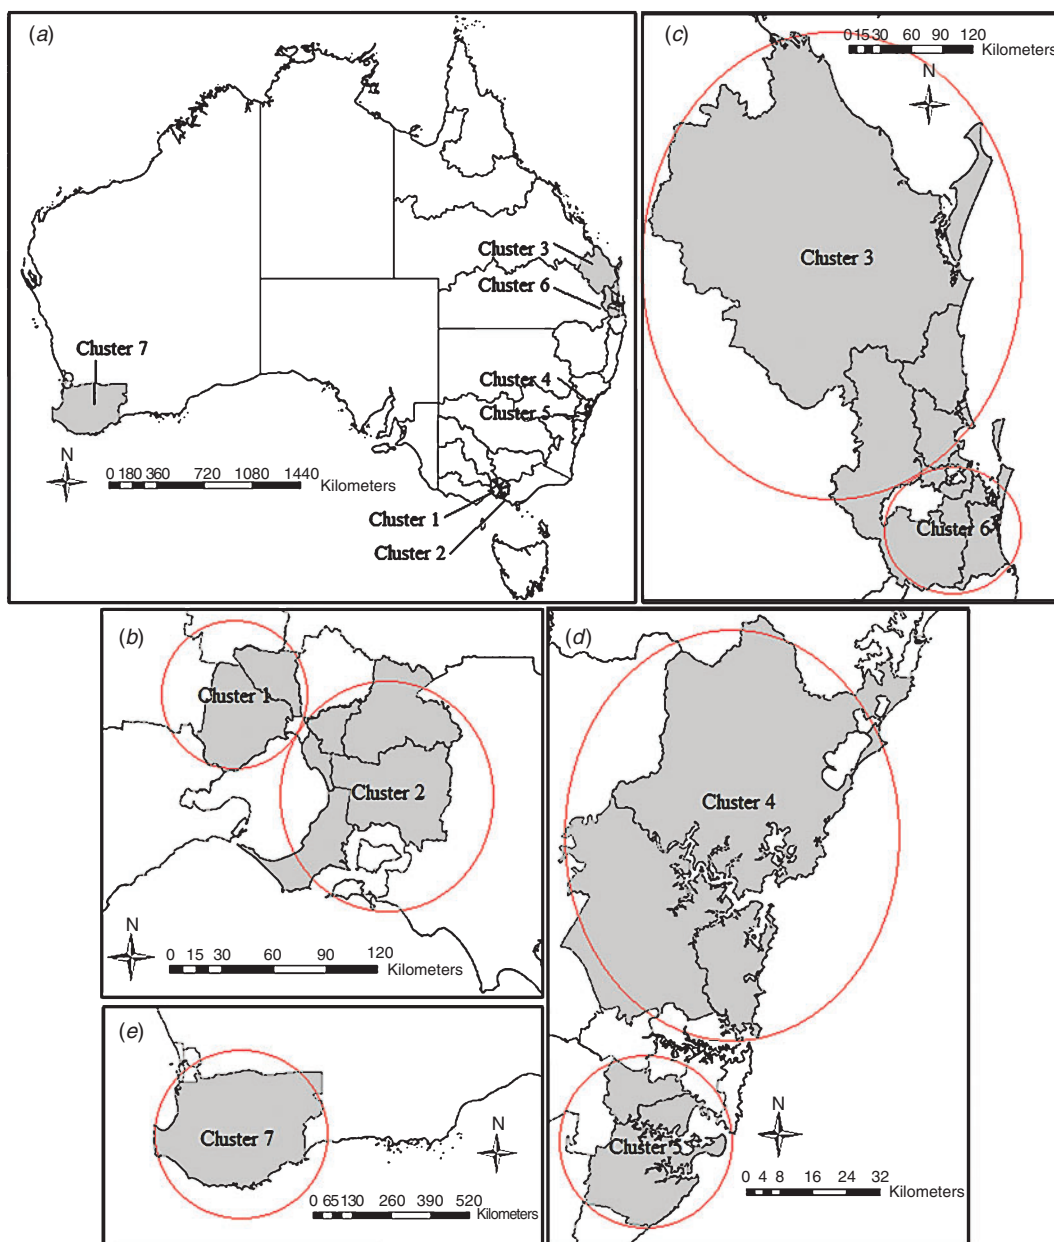 (a)
Cluster 3
Cluster 6
Cluster 7
Cluster 4
Cluster 5
N
0 180 360 720 1080 1440
Kilometers
Cluster 1
Cluster 2
(c)
0 15 30 60 90 120
Kilometers
N
Cluster 3
Cluster 6
(b)
Cluster 1
Cluster 2
N
0 15 30 60 90 120
Kilometers
(d)
Cluster 4
Cluster 5
N
0 4 8 16 24 32
Kilometers
(e)
Cluster 7
N
0 65 130 260 390 520
Kilometers